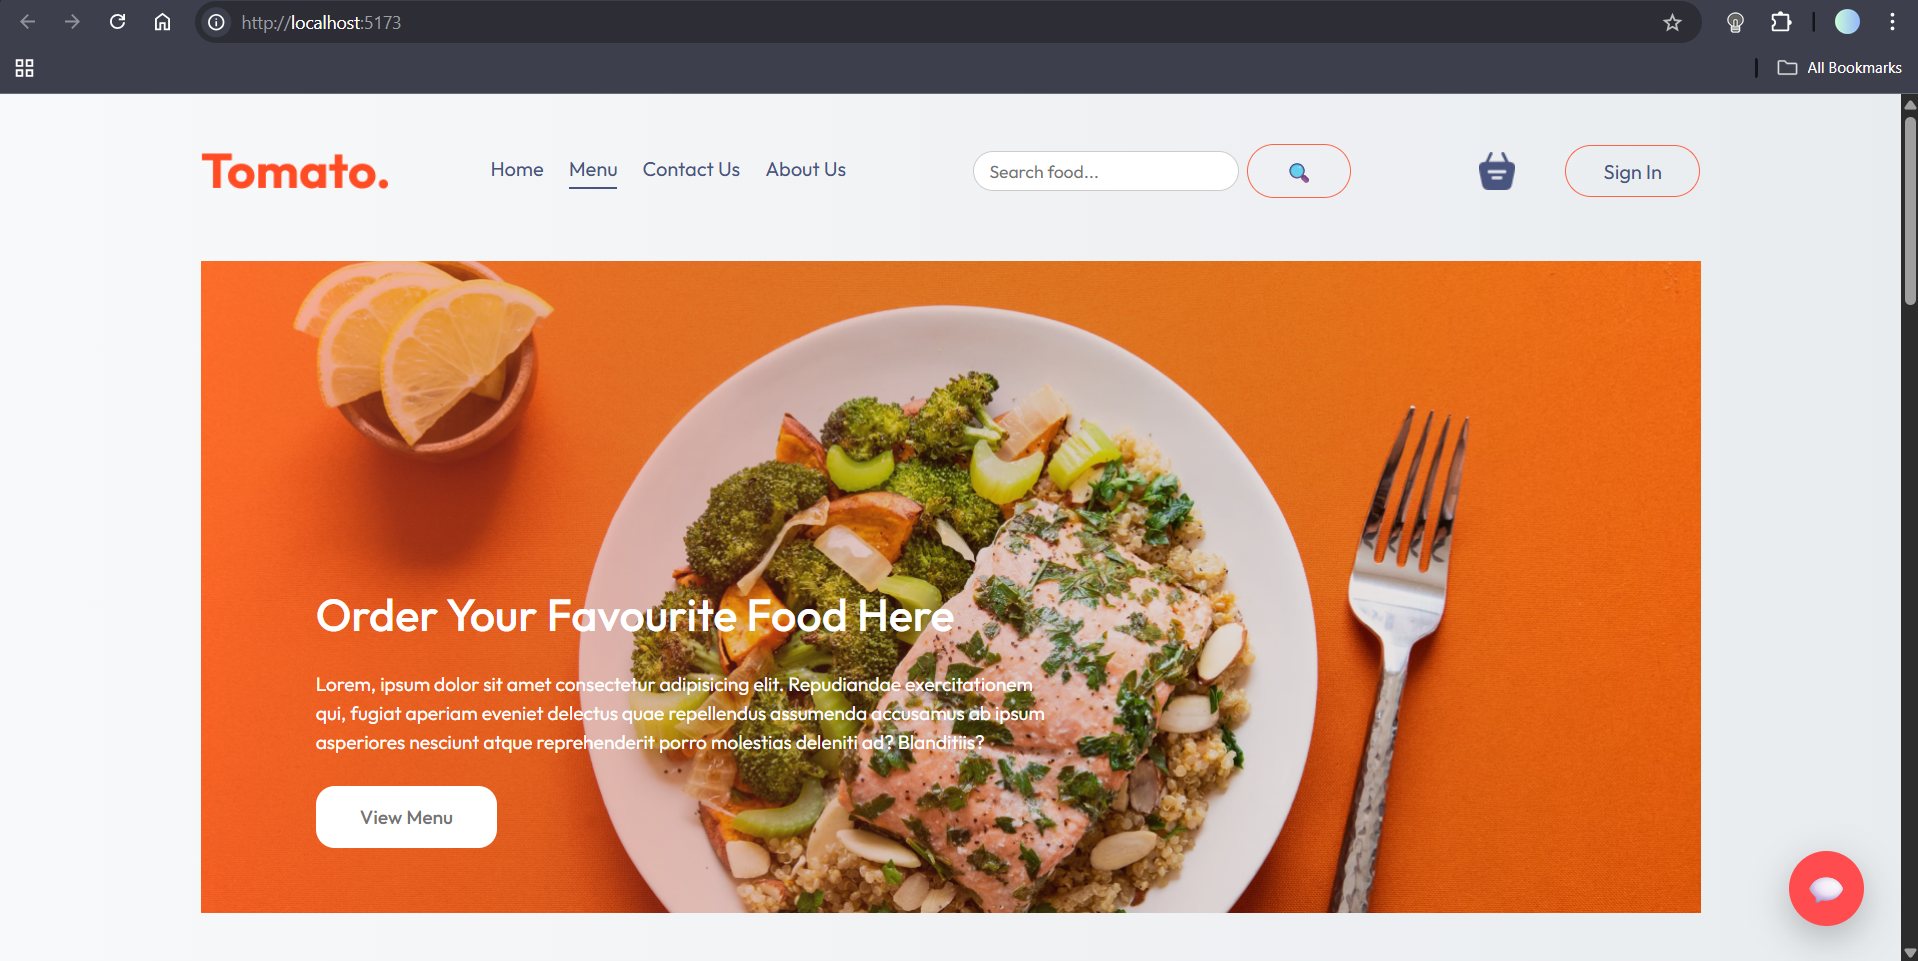 http://localhost:5173
All Bookmarks
Tomato.
Home Menu Contact Us About Us
Search food...
Sign In
Order Your Favourite Food Here
Lorem, ipsum dolor sit amet consectetur adipisicing elit. Repudiandae exercitationem
qui, fugiat aperiam eveniet delectus quae repellendus assumenda accusamus ab ipsum
asperiores nesciunt atque reprehenderit porro molestias deleniti ad? Blanditiis?
View Menu